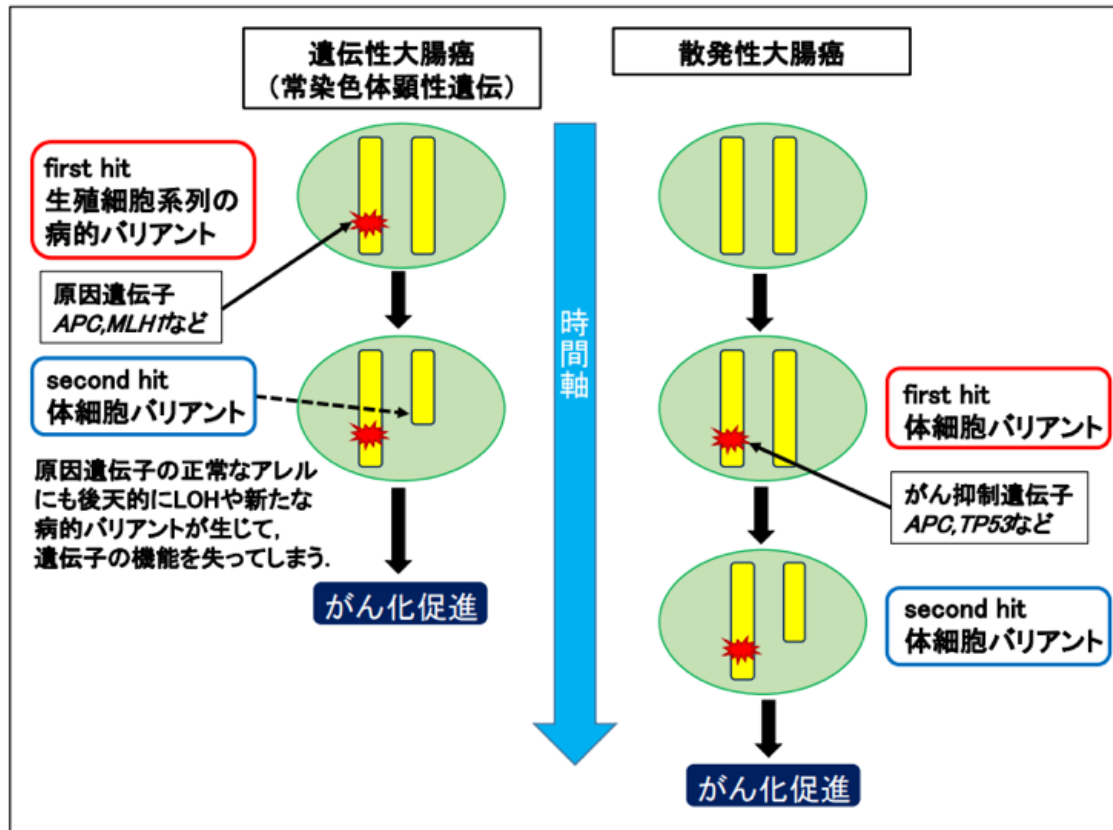 遺伝性大腸癌
（常染色体顕性遺伝）
散発性大腸癌
first hit
生殖細胞系列の
病的バリアント
原因遺伝子
APC,MLH1など
second hit
体細胞バリアント
原因遺伝子の正常なアレル
にも後天的にLOHや新たな
病的バリアントが生じて,
遺伝子の機能を失ってしまう.
がん化促進
時間軸
first hit
体細胞バリアント
がん抑制遺伝子
APC,TP53など
second hit
体細胞バリアント
がん化促進